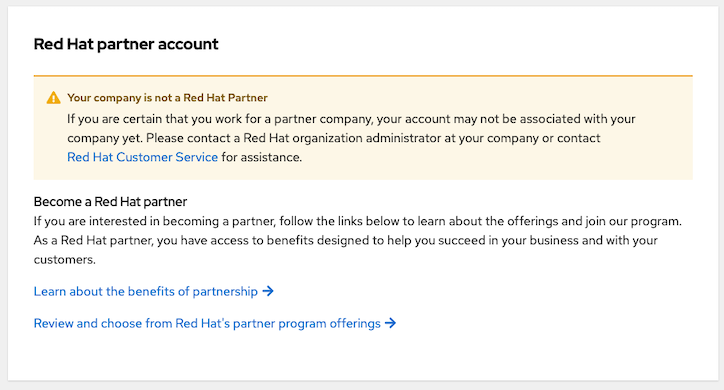 Red Hat partner account
Your company is not a Red Hat Partner
If you are certain that you work for a partner company, your account may not be associated with your
company yet. Please contact a Red Hat organization administrator at your company or contact
Red Hat Customer Service for assistance.
Become a Red Hat partner
If you are interested in becoming a partner, follow the links below to learn about the offerings and join our program.
As a Red Hat partner, you have access to benefits designed to help you succeed in your business and with your
customers.
Learn about the benefits of partnership →
Review and choose from Red Hat's partner program offerings →